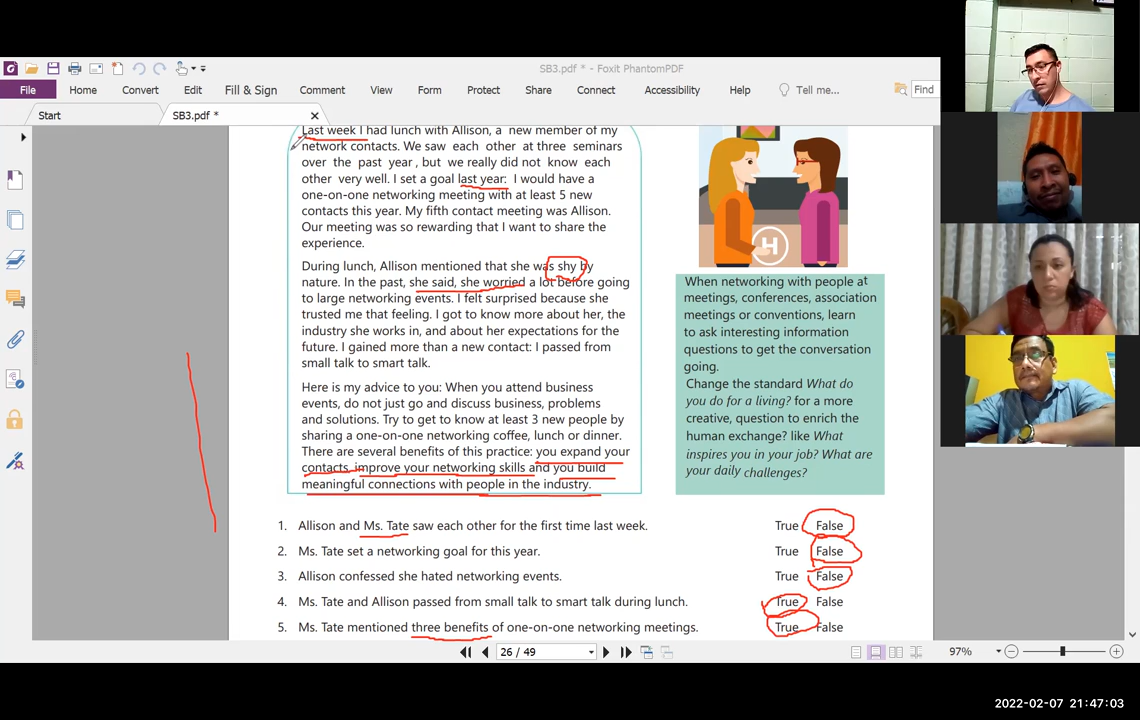 SB3.pdf * - Foxit PhantomPDF
File Home Convert Edit Fill & Sign Comment View Form Protect Share Connect Accessibility Help Tell me... Find
Start SB3.pdf *
Last week I had lunch with Allison, a new member of my
network contacts. We saw each other at three seminars
over the past year, but we really did not know each
other very well. I set a goal last year: I would have a
one-on-one networking meeting with at least 5 new
contacts this year. My fifth contact meeting was Allison.
Our meeting was so rewarding that I want to share the
experience.
During lunch, Allison mentioned that she was shy by
nature. In the past, she said, she worried a lot before going
to large networking events. I felt surprised because she
trusted me that feeling. I got to know more about her, the
industry she works in, and about her expectations for the
future. I gained more than a new contact: I passed from
small talk to smart talk.
Here is my advice to you: When you attend business
events, do not just go and discuss business, problems
and solutions. Try to get to know at least 3 new people by
sharing a one-on-one networking coffee, lunch or dinner.
There are several benefits of this practice: you expand your
contacts, improve your networking skills and you build
meaningful connections with people in the industry.
H
When networking with people at
meetings, conferences, association
meetings or conventions, learn
to ask interesting information
questions to get the conversation
going.
Change the standard What do
you do for a living? for a more
creative, question to enrich the
human exchange? like What
inspires you in your job? What are
your daily challenges?
1. Allison and Ms. Tate saw each other for the first time last week. True False
2. Ms. Tate set a networking goal for this year. True False
3. Allison confessed she hated networking events. True False
4. Ms. Tate and Allison passed from small talk to smart talk during lunch. True False
5. Ms. Tate mentioned three benefits of one-on-one networking meetings. True False
26 / 49 97%
2022-02-07 21:47:03